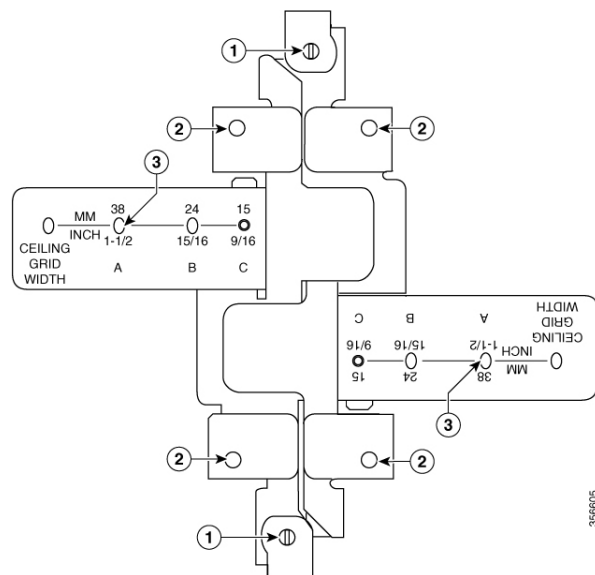 1
2
2
3
38
24
15
MM
INCH
1-1/2
15/16
9/16
CEILING
GRID
WIDTH
A
B
C
CEILING
GRID
WIDTH
A
B
C
1-1/2
15/16
9/16
INCH
MM
38
24
15
3
2
2
1
356605